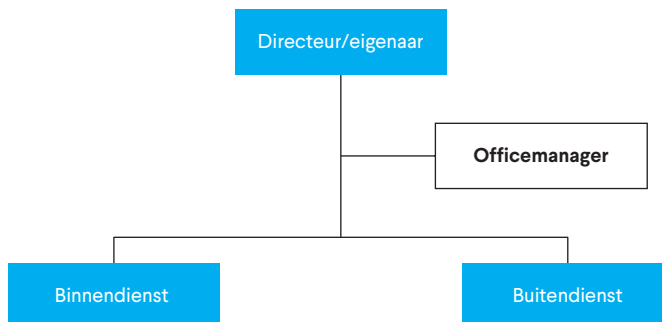 Directeur/eigenaar
Officemanager
Binnendienst
Buitendienst